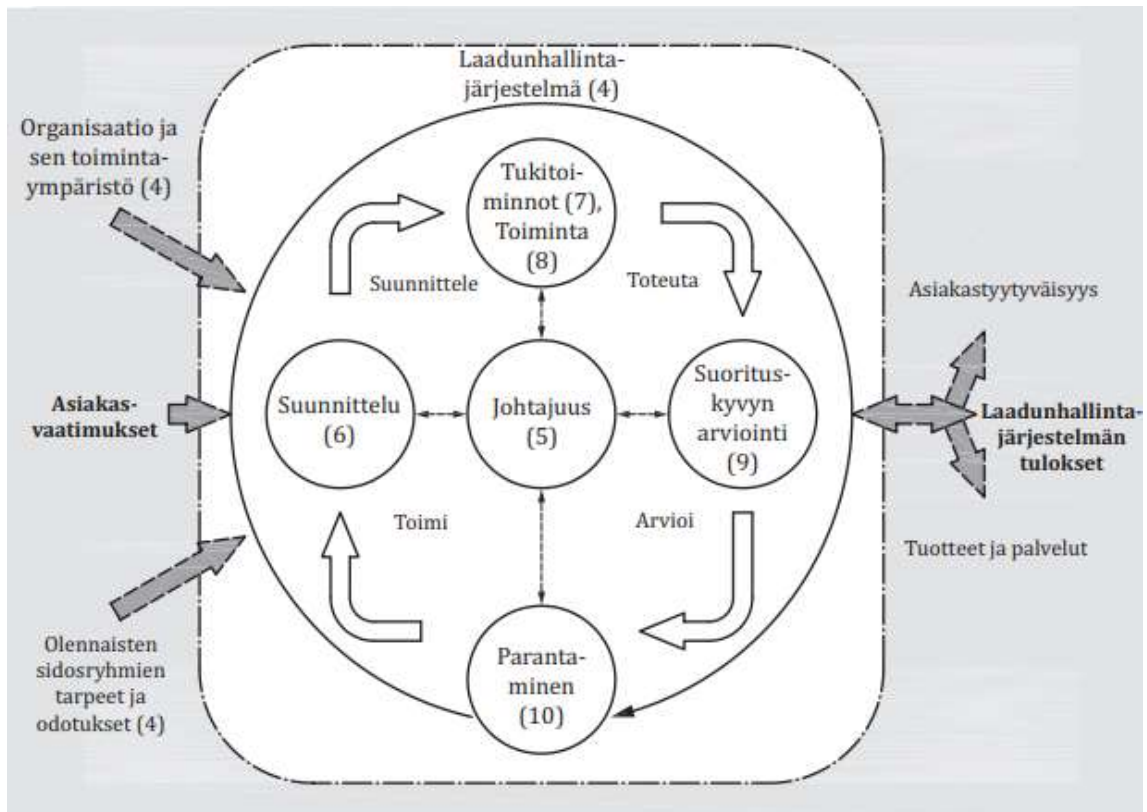 Laadunhallinta-
järjestelmä (4)
Organisaatio ja
sen toiminta-
ympäristö (4)
Tukitoi-
minnot (7),
Toiminta
(8)
Suunnittele
Toteuta
Asiakastyytyväisyys
Asiakas-
vaatimukset
Suunnittelu
(6)
Johtajuus
(5)
Suoritus-
kyvyn
arviointi
(9)
Laadunhallinta-
järjestelmän
tulokset
Toimi
Arvioi
Tuotteet ja palvelut
Olennaisten
sidosryhmien
tarpeet ja
odotukset (4)
Paranta-
minen
(10)